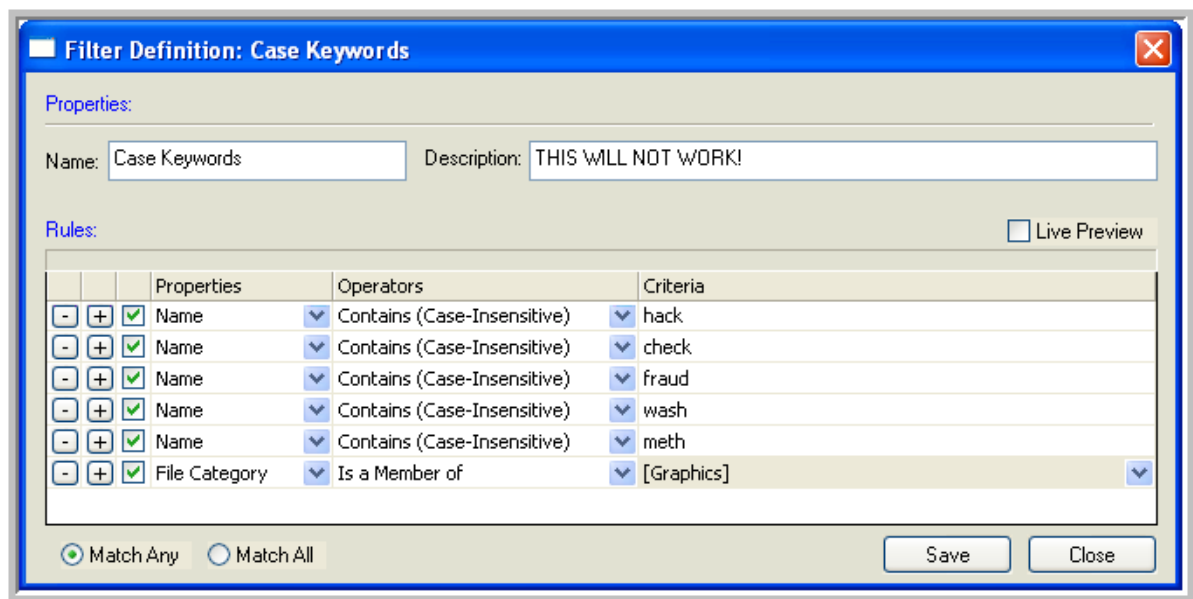 Filter Definition: Case Keywords
Properties:
Name: Case Keywords Description: THIS WILL NOT WORK!
Rules: Live Preview
Properties Operators Criteria
- + Name Contains (Case-Insensitive) hack
- + Name Contains (Case-Insensitive) check
- + Name Contains (Case-Insensitive) fraud
- + Name Contains (Case-Insensitive) wash
- + Name Contains (Case-Insensitive) meth
- + File Category Is a Member of [Graphics]
Match Any Match All Save Close